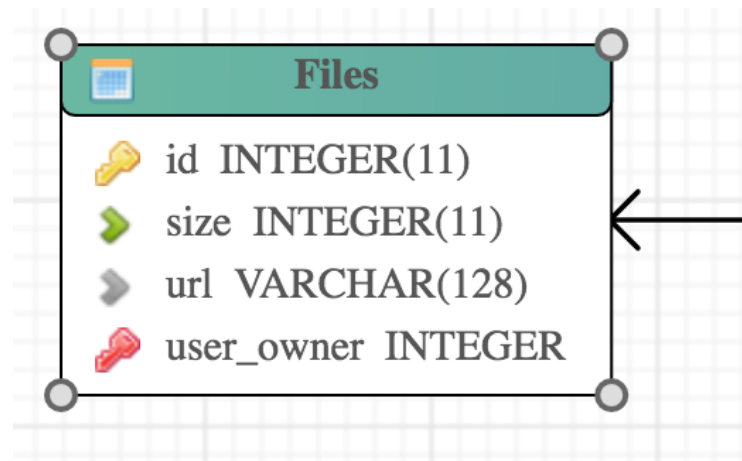 Files
id INTEGER(11)
size INTEGER(11)
url VARCHAR(128)
user_owner INTEGER